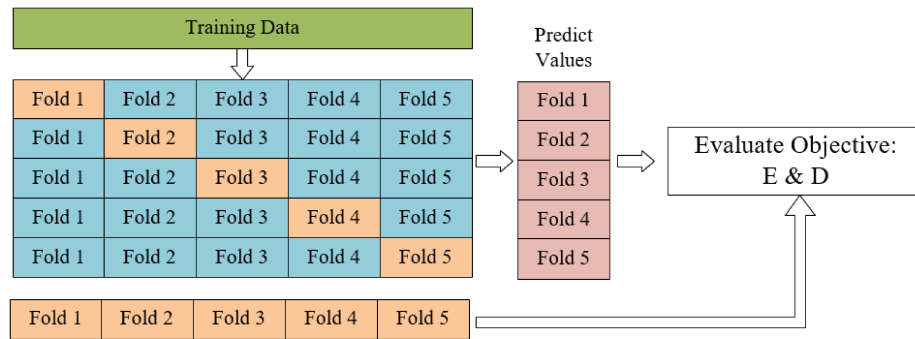 Training Data
Predict
Values
Fold 1 Fold 2 Fold 3 Fold 4 Fold 5
Fold 1 Fold 2 Fold 3 Fold 4 Fold 5
Fold 1 Fold 2 Fold 3 Fold 4 Fold 5
Fold 1 Fold 2 Fold 3 Fold 4 Fold 5
Fold 1 Fold 2 Fold 3 Fold 4 Fold 5
Fold 1
Fold 2
Fold 3
Fold 4
Fold 5
Evaluate Objective:
E & D
Fold 1 Fold 2 Fold 3 Fold 4 Fold 5